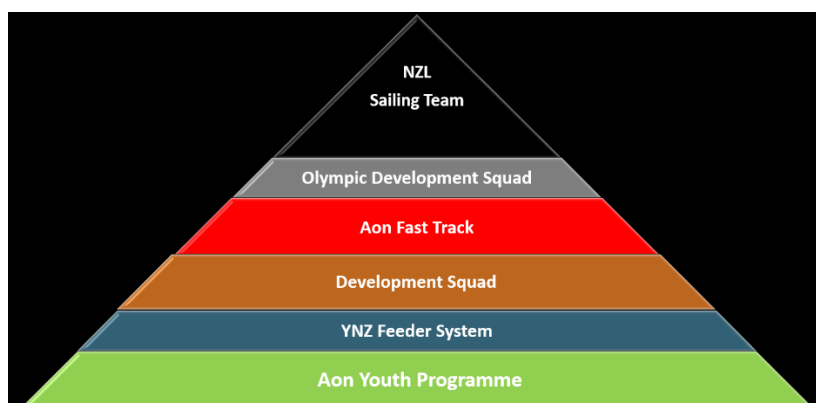 NZL
Sailing Team
Olympic Development Squad
Aon Fast Track
Development Squad
YNZ Feeder System
Aon Youth Programme